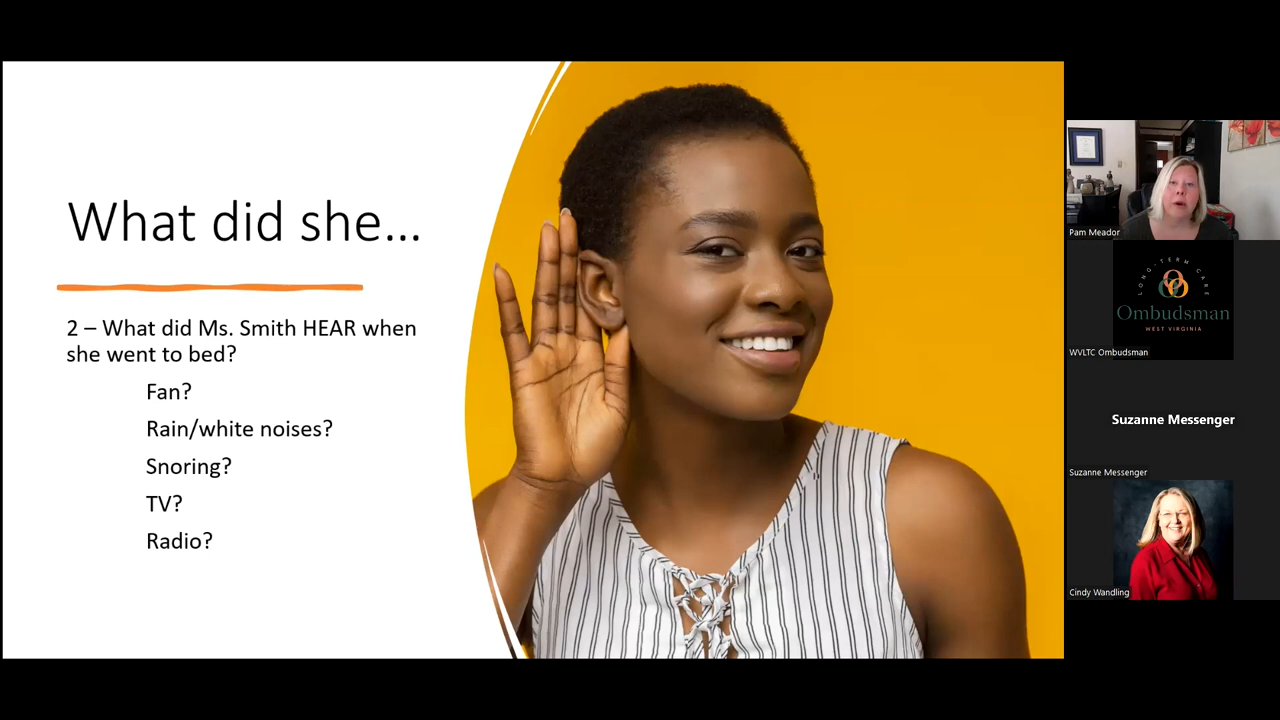 What did she...
2 – What did Ms. Smith HEAR when
she went to bed?
Fan?
Rain/white noises?
Snoring?
TV?
Radio?
Pam Meador
LONG-TERM CARE
Ombudsman
WEST VIRGINIA
WVLTC Ombudsman
Suzanne Messenger
Suzanne Messenger
Cindy Wandling